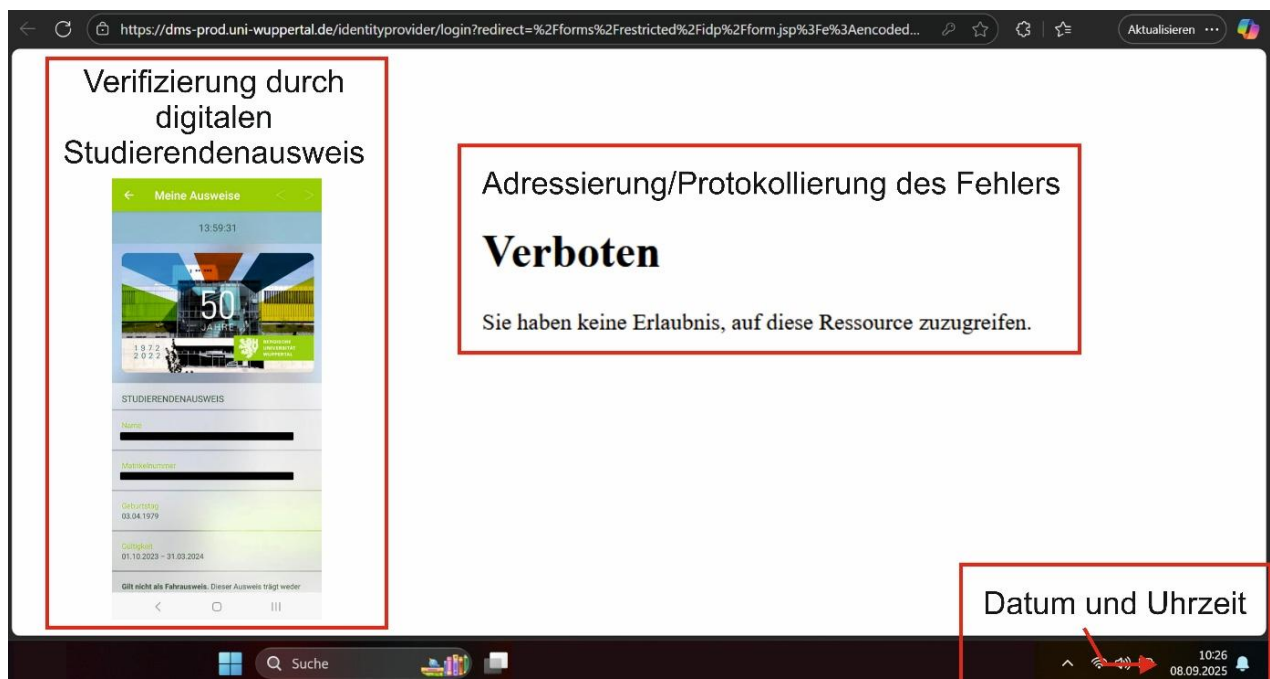 https://dms-prod.uni-wuppertal.de/identityprovider/login?redirect=%2Fforms%2Frestricted%2Fidp%2Fform.jsp%3Fe%3Aencoded...
Aktualisieren
Verifizierung durch
digitalen
Studierendenausweis
Meine Ausweise
13:59:31
50
JAHRE
1972
2022
BERGISCHE
UNIVERSITÄT
WUPPERTAL
STUDIERENDENAUSWEIS
Name
Matrikelnummer
Geburtstag
03.04.1979
Gültigkeit
01.10.2023 – 31.03.2024
Gilt nicht als Fahrausweis. Dieser Ausweis trägt weder
Adressierung/Protokollierung des Fehlers
Verboten
Sie haben keine Erlaubnis, auf diese Ressource zuzugreifen.
Datum und Uhrzeit
Suche
10:26
08.09.2025